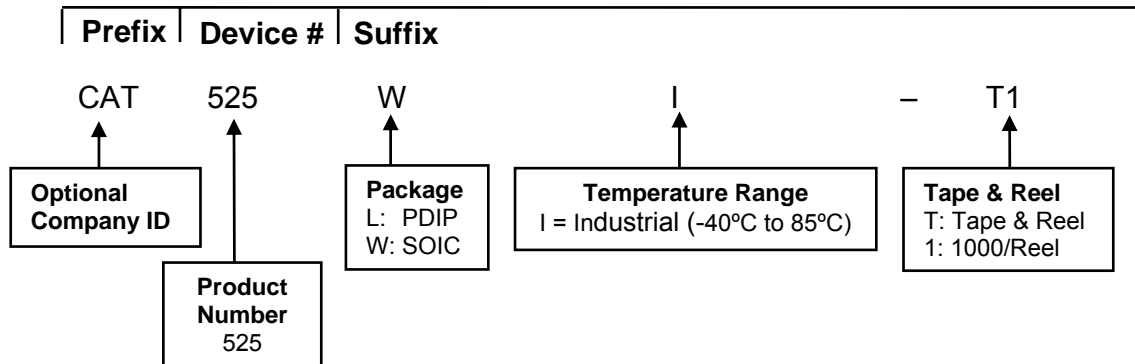 Prefix Device # Suffix
CAT 525 W I – T1
Optional
Company ID
Product
Number
525
Package
L: PDIP
W: SOIC
Temperature Range
I = Industrial (-40ºC to 85ºC)
Tape & Reel
T: Tape & Reel
1: 1000/Reel